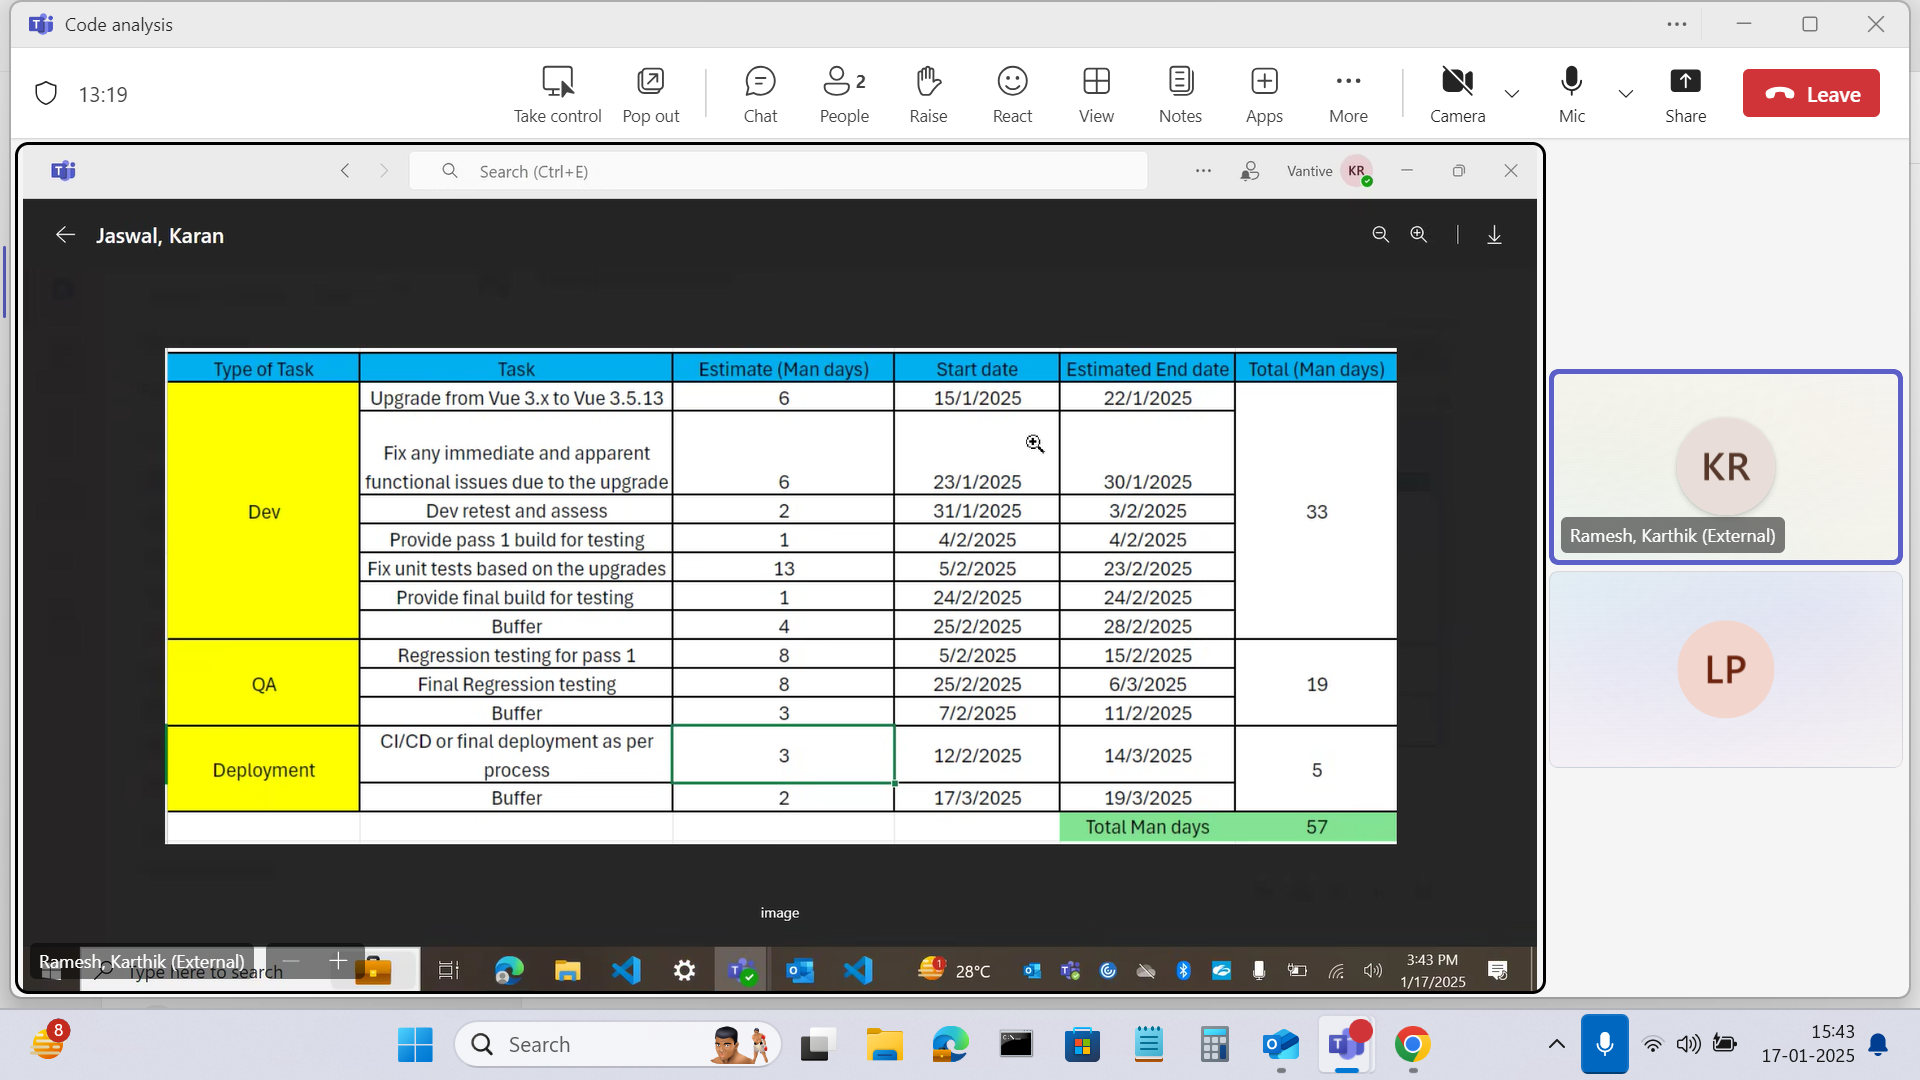 Code analysis
13:19
Take control
Pop out
Chat
2
People
Raise
React
View
Notes
Apps
More
Camera
Mic
Share
Leave
Search (Ctrl+E)
Vantive
KR
Jaswal, Karan
Type of Task Task Estimate (Man days) Start date Estimated End date Total (Man days)
Dev
Upgrade from Vue 3.x to Vue 3.5.13 6 15/1/2025 22/1/2025
Fix any immediate and apparent
functional issues due to the upgrade 6 23/1/2025 30/1/2025
Dev retest and assess 2 31/1/2025 3/2/2025
33
Provide pass 1 build for testing 1 4/2/2025 4/2/2025
Fix unit tests based on the upgrades 13 5/2/2025 23/2/2025
Provide final build for testing 1 24/2/2025 24/2/2025
Buffer 4 25/2/2025 28/2/2025
QA
Regression testing for pass 1 8 5/2/2025 15/2/2025
Final Regression testing 8 25/2/2025 6/3/2025
19
Buffer 3 7/2/2025 11/2/2025
Deployment
CI/CD or final deployment as per
process 3 12/2/2025 14/3/2025
5
Buffer 2 17/3/2025 19/3/2025
Total Man days 57
image
KR
Ramesh, Karthik (External)
LP
Ramesh, Karthik (External)
Type here to search
1
28°C
3:43 PM
1/17/2025
8
Search
15:43
17-01-2025